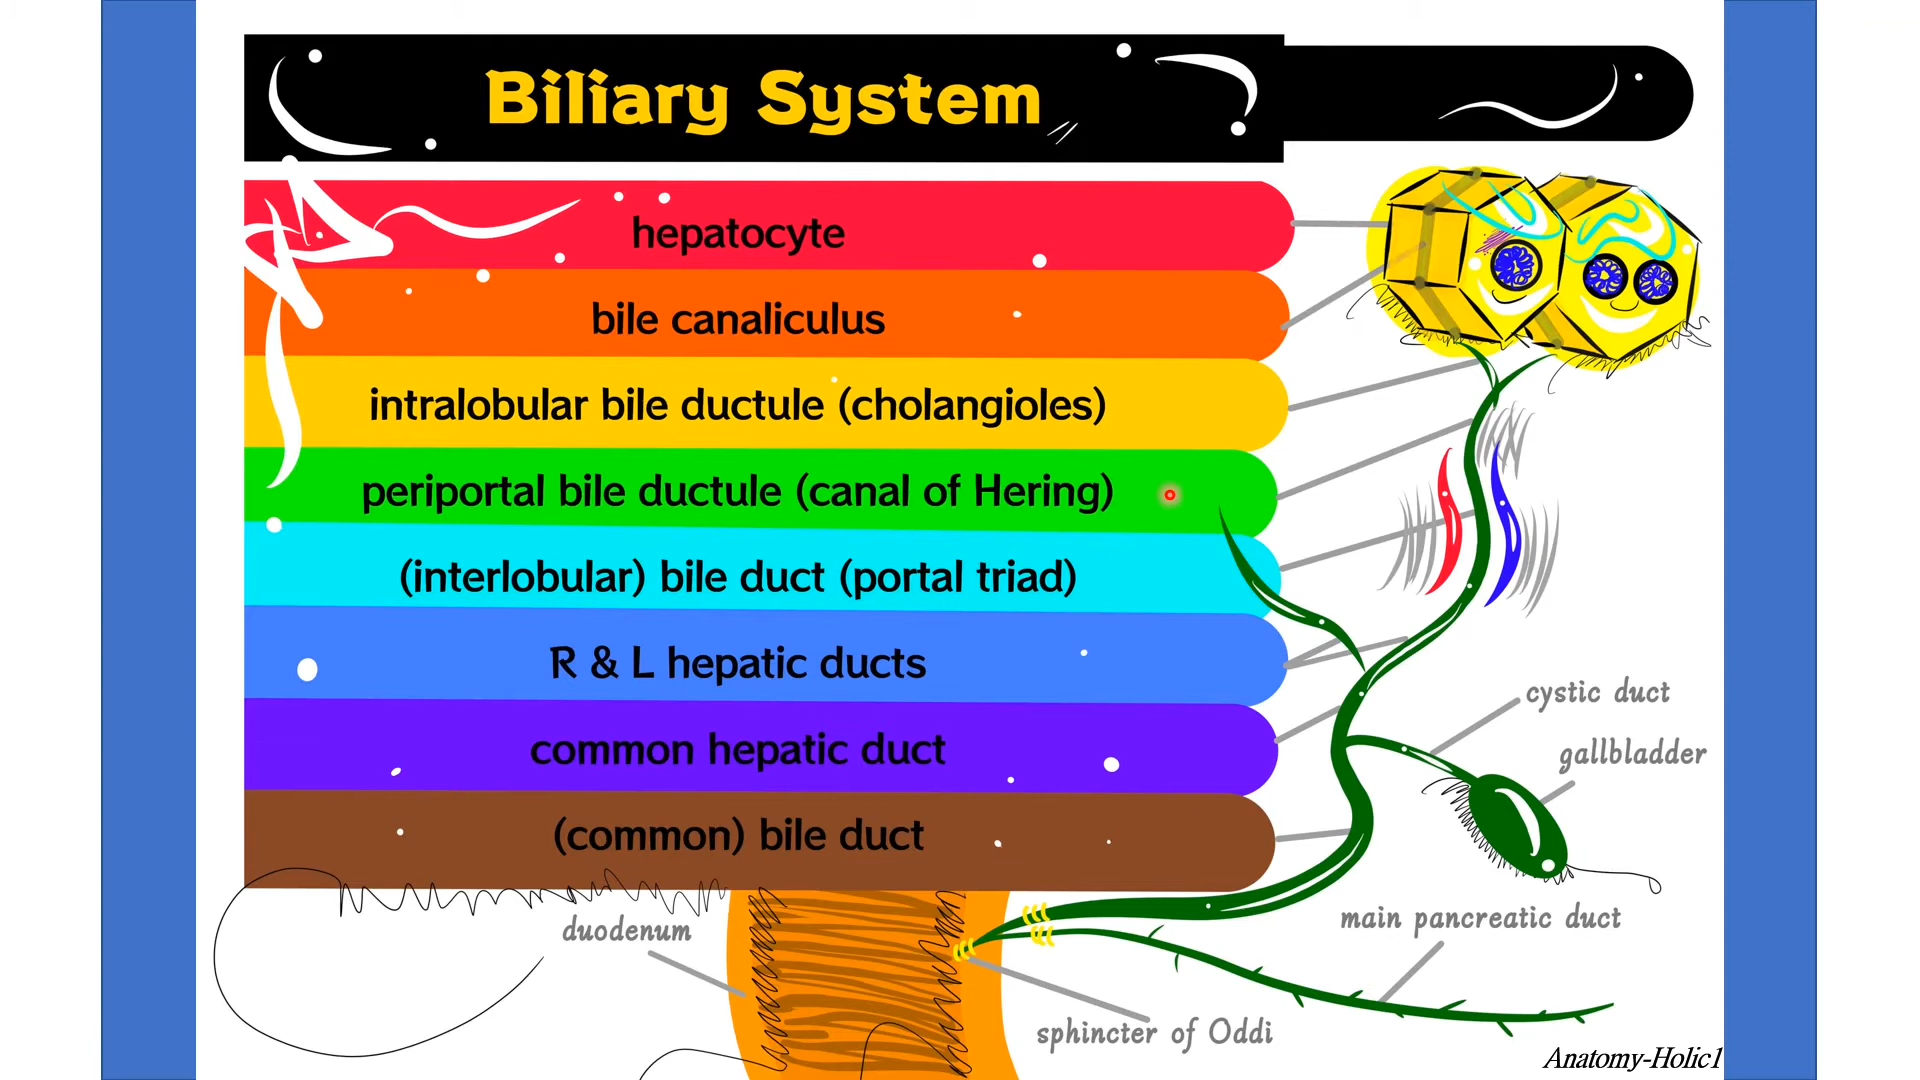 Biliary System
hepatocyte
bile canaliculus
intralobular bile ductule (cholangioles)
periportal bile ductule (canal of Hering)
(interlobular) bile duct (portal triad)
R & L hepatic ducts
common hepatic duct
(common) bile duct
cystic duct
gallbladder
main pancreatic duct
duodenum
sphincter of Oddi
Anatomy-Holic1